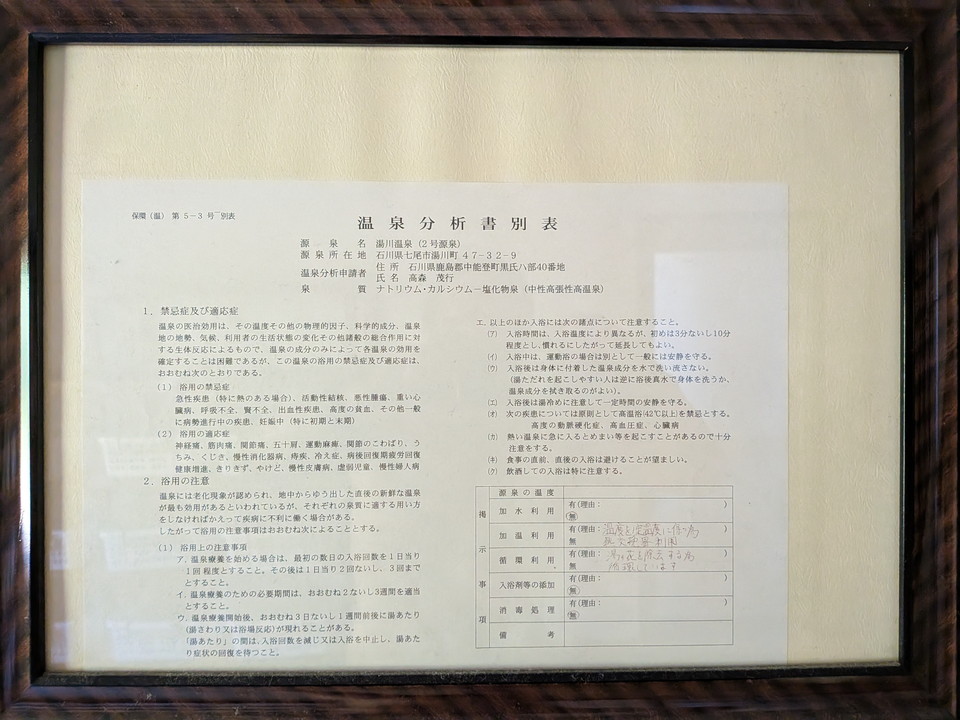 保環（温）第５－３号 別表
温泉分析書別表
源泉名 湯川温泉（２号源泉）
源泉所在地 石川県七尾市湯川町４７－３２－９
温泉分析申請者 住所 石川県鹿島郡中能登町黒氏八部40番地
氏名 高森 茂行
泉質 ナトリウム・カルシウム－塩化物泉（中性高張性高温泉）
１．禁忌症及び適応症
温泉の医治効用は、その温度その他の物理的因子、科学的成分、温泉
地の地勢、気候、利用者の生活状態の変化その他諸般の総合作用に対
する生体反応によるもので、温泉の成分のみによって各温泉の効用を
確定することは困難であるが、この温泉の浴用の禁忌症及び適応症は、
おおむね次のとおりである。
（１） 浴用の禁忌症
急性疾患（特に熱のある場合）、活動性結核、悪性腫瘍、重い心
臓病、呼吸不全、腎不全、出血性疾患、高度の貧血、その他一般
に病勢進行中の疾患、妊娠中（特に初期と末期）
（２） 浴用の適応症
神経痛、筋肉痛、関節痛、五十肩、運動麻痺、関節のこわばり、う
ちみ、くじき、慢性消化器病、痔疾、冷え症、病後回復期疲労回復
健康増進、きりきず、やけど、慢性皮膚病、虚弱児童、慢性婦人病
２．浴用の注意
温泉には老化現象が認められ、地中からゆう出した直後の新鮮な温泉
が最も効用があるといわれているが、それぞれの泉質に適する用い方
をしなければかえって疾病に不利に働く場合がある。
したがって浴用の注意事項はおおむね次によることとする。
（１） 浴用上の注意事項
ア．温泉療養を始める場合は、最初の数日の入浴回数を１日当り
１回程度とすること。その後は１日当り２回ないし、３回まで
とすること。
イ．温泉療養のための必要期間は、おおむね２ないし３週間を適当
とすること。
ウ．温泉療養開始後、おおむね３日ないし１週間前後に湯あたり
（湯さわり又は浴場反応）が現れることがある。
「湯あたり」の間は、入浴回数を減じ又は入浴を中止し、湯あた
り症状の回復を待つこと。
エ．以上のほか入浴には次の諸点について注意すること。
（ア） 入浴時間は、入浴温度により異なるが、初めは３分ないし10分
程度とし、慣れるにしたがって延長してもよい。
（イ） 入浴中は、運動浴の場合は別として一般には安静を守る。
（ウ） 入浴後は身体に付着した温泉成分を水で洗い流さない。
（湯ただれを起こしやすい人は逆に浴後真水で身体を洗うか、
温泉成分を拭き取るのがよい）。
（エ） 入浴後は湯冷めに注意して一定時間の安静を守る。
（オ） 次の疾患については原則として高温浴（42℃以上）を禁忌とする。
高度の動脈硬化症、高血圧症、心臓病
（カ） 熱い温泉に急に入るとめまい等を起こすことがあるので十分
注意をする。
（キ） 食事の直前、直後の入浴は避けることが望ましい。
（ク） 飲酒しての入浴は特に注意する。
掲示事項
源泉の温度
加水利用 有（理由： ）
無
加温利用 有（理由：温度を定温度に保つ為
無 熱交換器利用
循環利用 有（理由：湯の花を除去する為
無 循環しています
入浴剤等の添加 有（理由： ）
無
消毒処理 有（理由： ）
無
備考